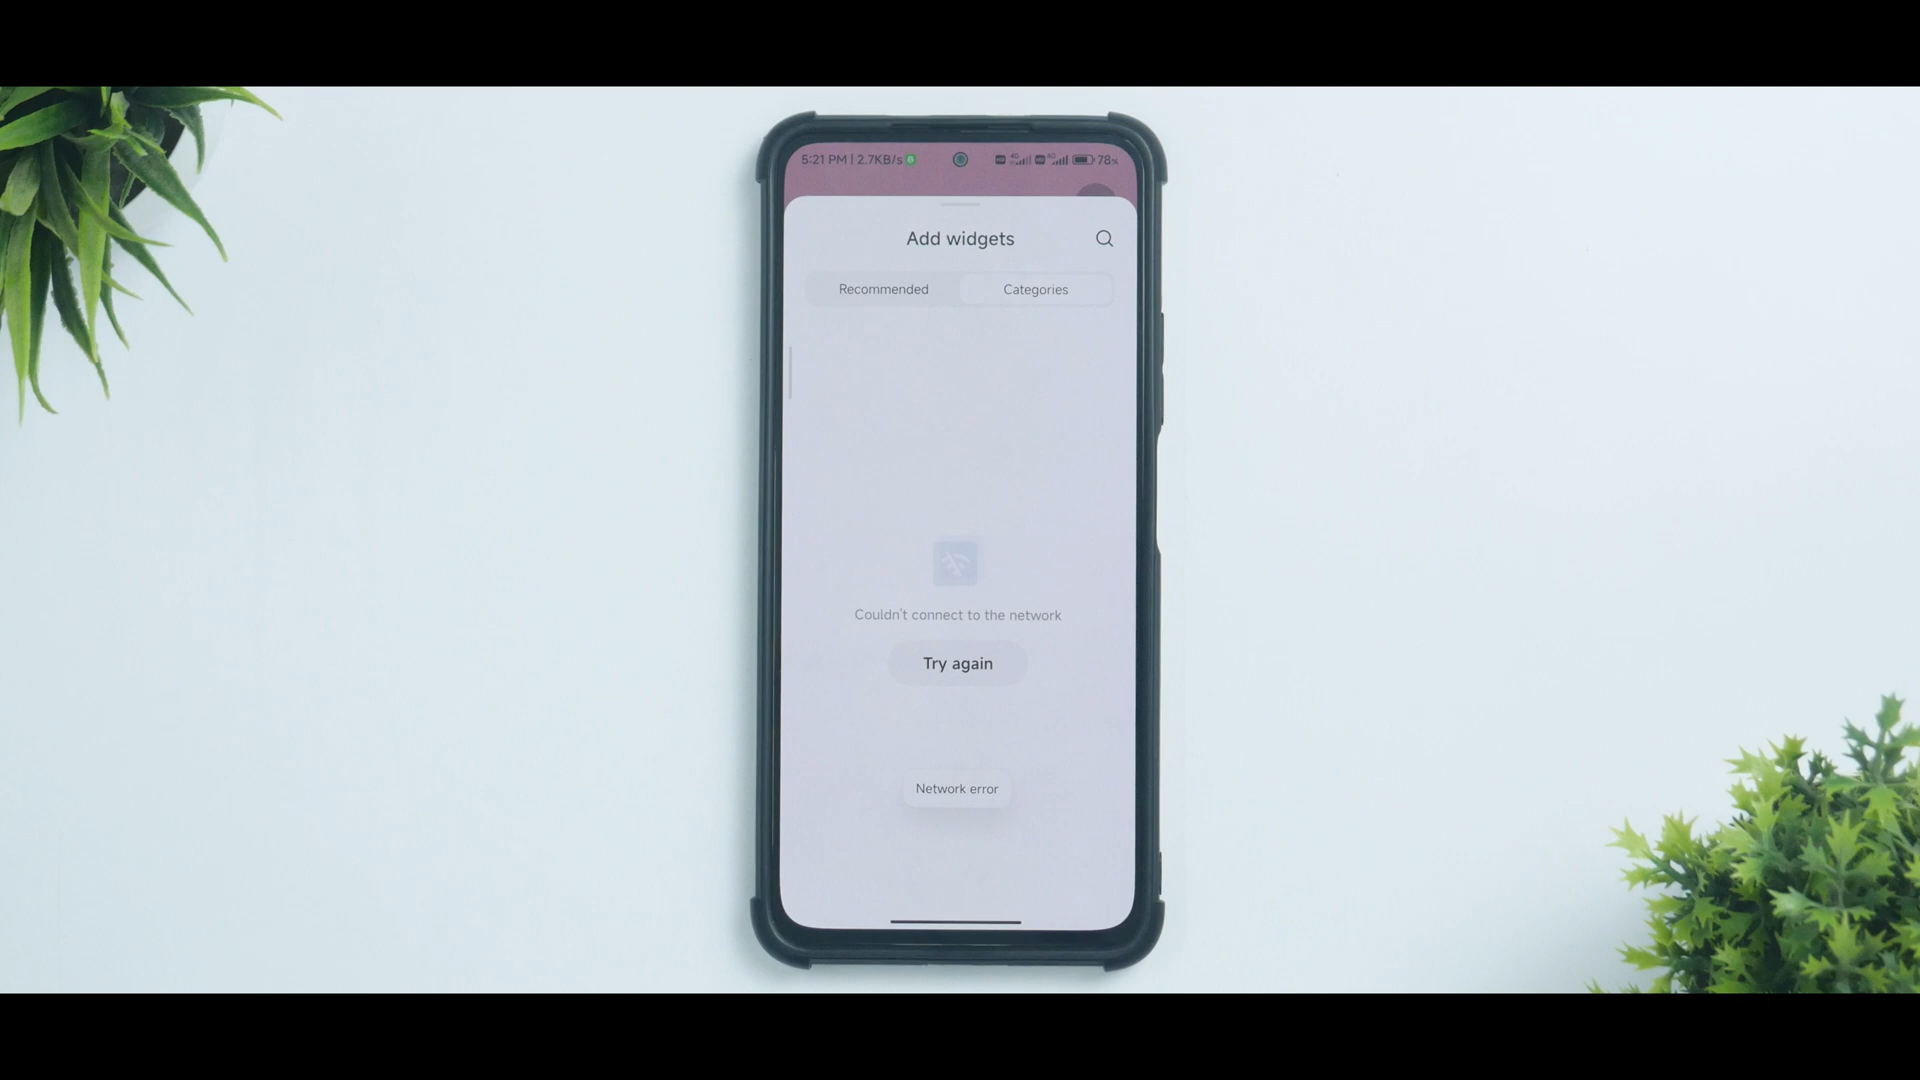 5:21 PM | 2.7KB/s 78%
Add widgets
Recommended Categories
Couldn't connect to the network
Try again
Network error